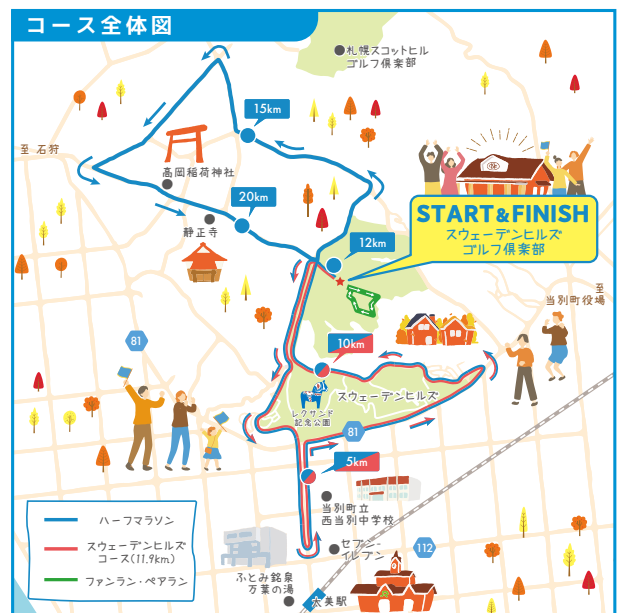 コース全体図
札幌スコットヒル
ゴルフ倶楽部
15km
至 石狩
高岡稲荷神社
20km
静正寺
START&FINISH
スウェーデンヒルズ
ゴルフ倶楽部
12km
至
当別町役場
81
10km
スウェーデンヒルズ
レクサンド
記念公園
81
5km
当別町立
西当別中学校
ハーフマラソン
スウェーデンヒルズ
コース(11.9km)
ファンラン・ペアラン
セブン-
イレブン
112
ふとみ銘泉
万葉の湯
太美駅